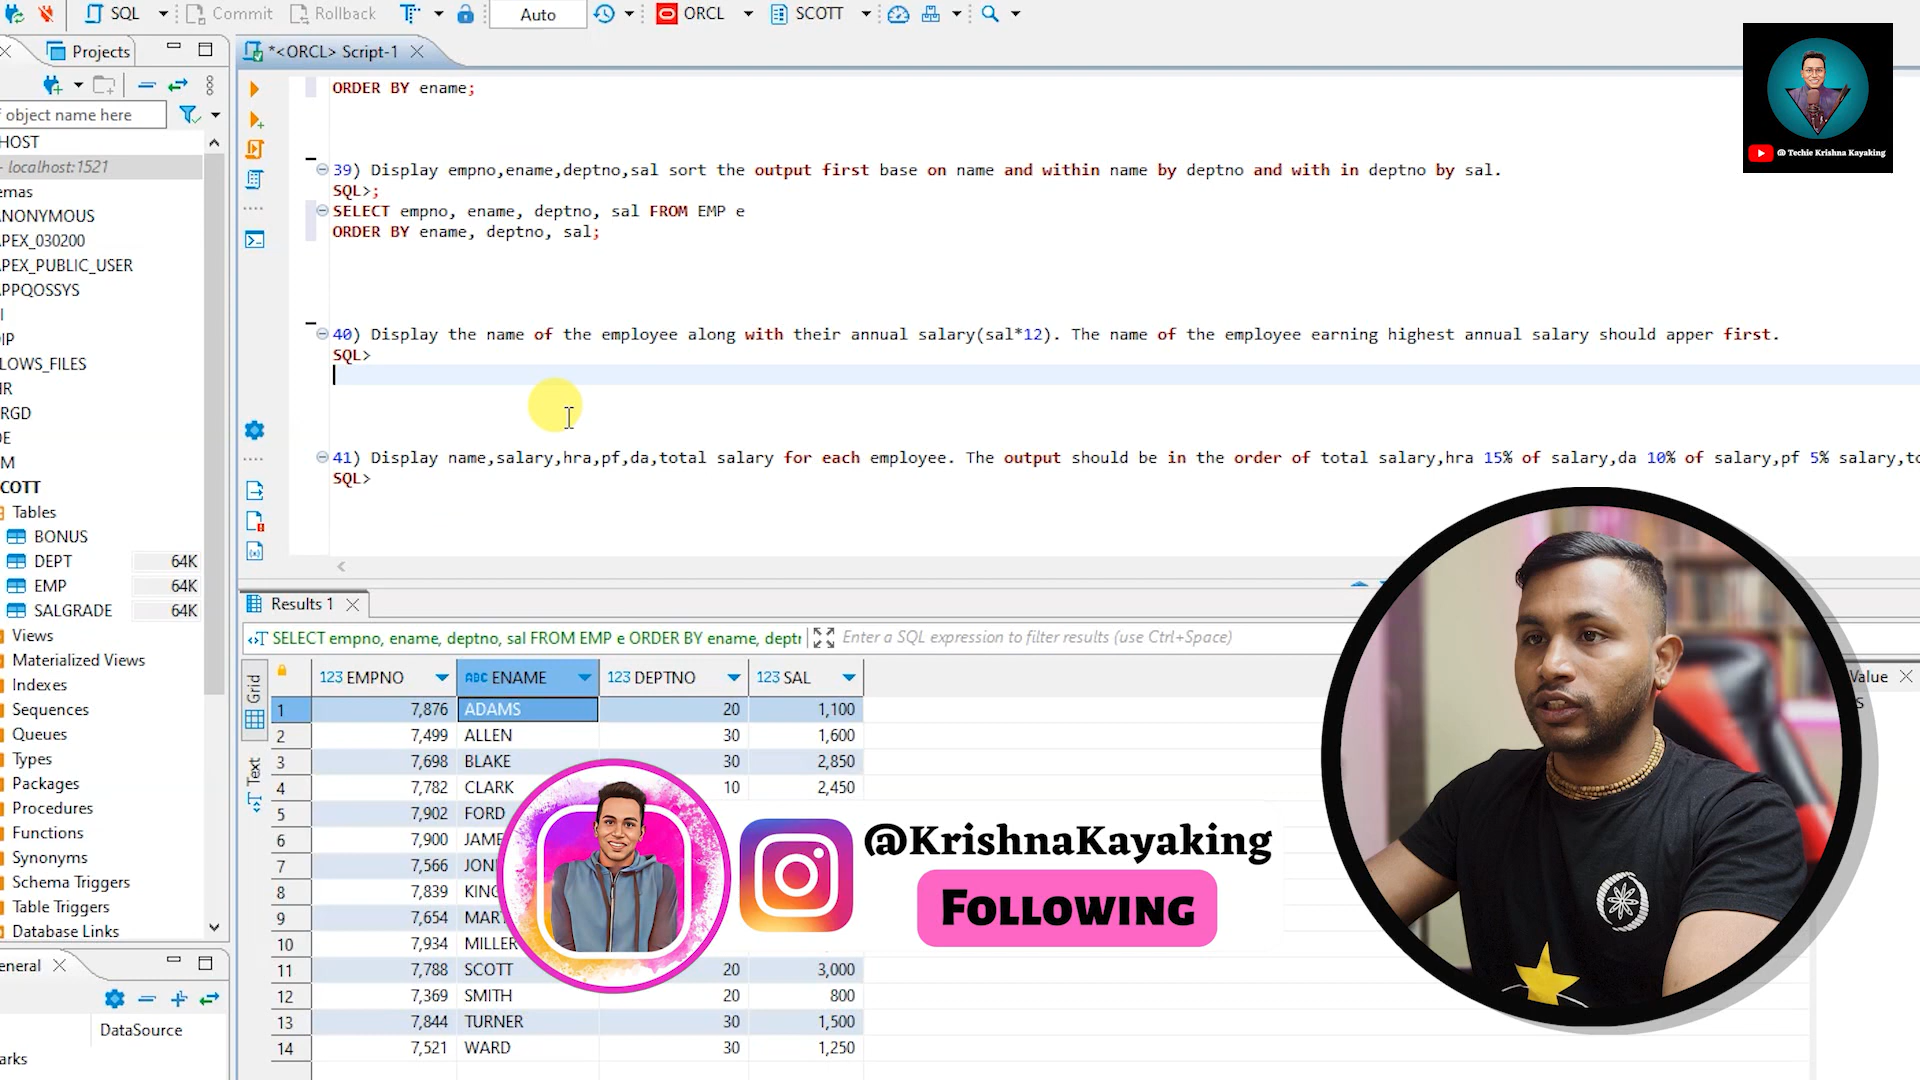 SQL
Commit
Rollback
Auto
ORCL
SCOTT
Projects
*<ORCL> Script-1
f object name here
HOST
- localhost:1521
emas
ANONYMOUS
APEX_030200
APEX_PUBLIC_USER
APPQOSSYS
FLOWS_FILES
HR
ORGD
SCOTT
Tables
BONUS
DEPT 64K
EMP 64K
SALGRADE 64K
Views
Materialized Views
Indexes
Sequences
Queues
Types
Packages
Procedures
Functions
Synonyms
Schema Triggers
Table Triggers
Database Links
eneral
DataSource
arks
ORDER BY ename;
39) Display empno,ename,deptno,sal sort the output first base on name and within name by deptno and with in deptno by sal.
SQL>;
SELECT empno, ename, deptno, sal FROM EMP e
ORDER BY ename, deptno, sal;
40) Display the name of the employee along with their annual salary(sal*12). The name of the employee earning highest annual salary should apper first.
SQL>
41) Display name,salary,hra,pf,da,total salary for each employee. The output should be in the order of total salary,hra 15% of salary,da 10% of salary,pf 5% salary,to
SQL>
Results 1
SELECT empno, ename, deptno, sal FROM EMP e ORDER BY ename, dept
Enter a SQL expression to filter results (use Ctrl+Space)
Grid
Text
123 EMPNO ABC ENAME 123 DEPTNO 123 SAL
1 7,876 ADAMS 20 1,100
2 7,499 ALLEN 30 1,600
3 7,698 BLAKE 30 2,850
4 7,782 CLARK 10 2,450
5 7,902 FORD
6 7,900 JAME
7 7,566 JON
8 7,839 KING
9 7,654 MAR
10 7,934 MILLER
11 7,788 SCOTT 20 3,000
12 7,369 SMITH 20 800
13 7,844 TURNER 30 1,500
14 7,521 WARD 30 1,250
Value
@KrishnaKayaking
Following
@ Techie Krishna Kayaking